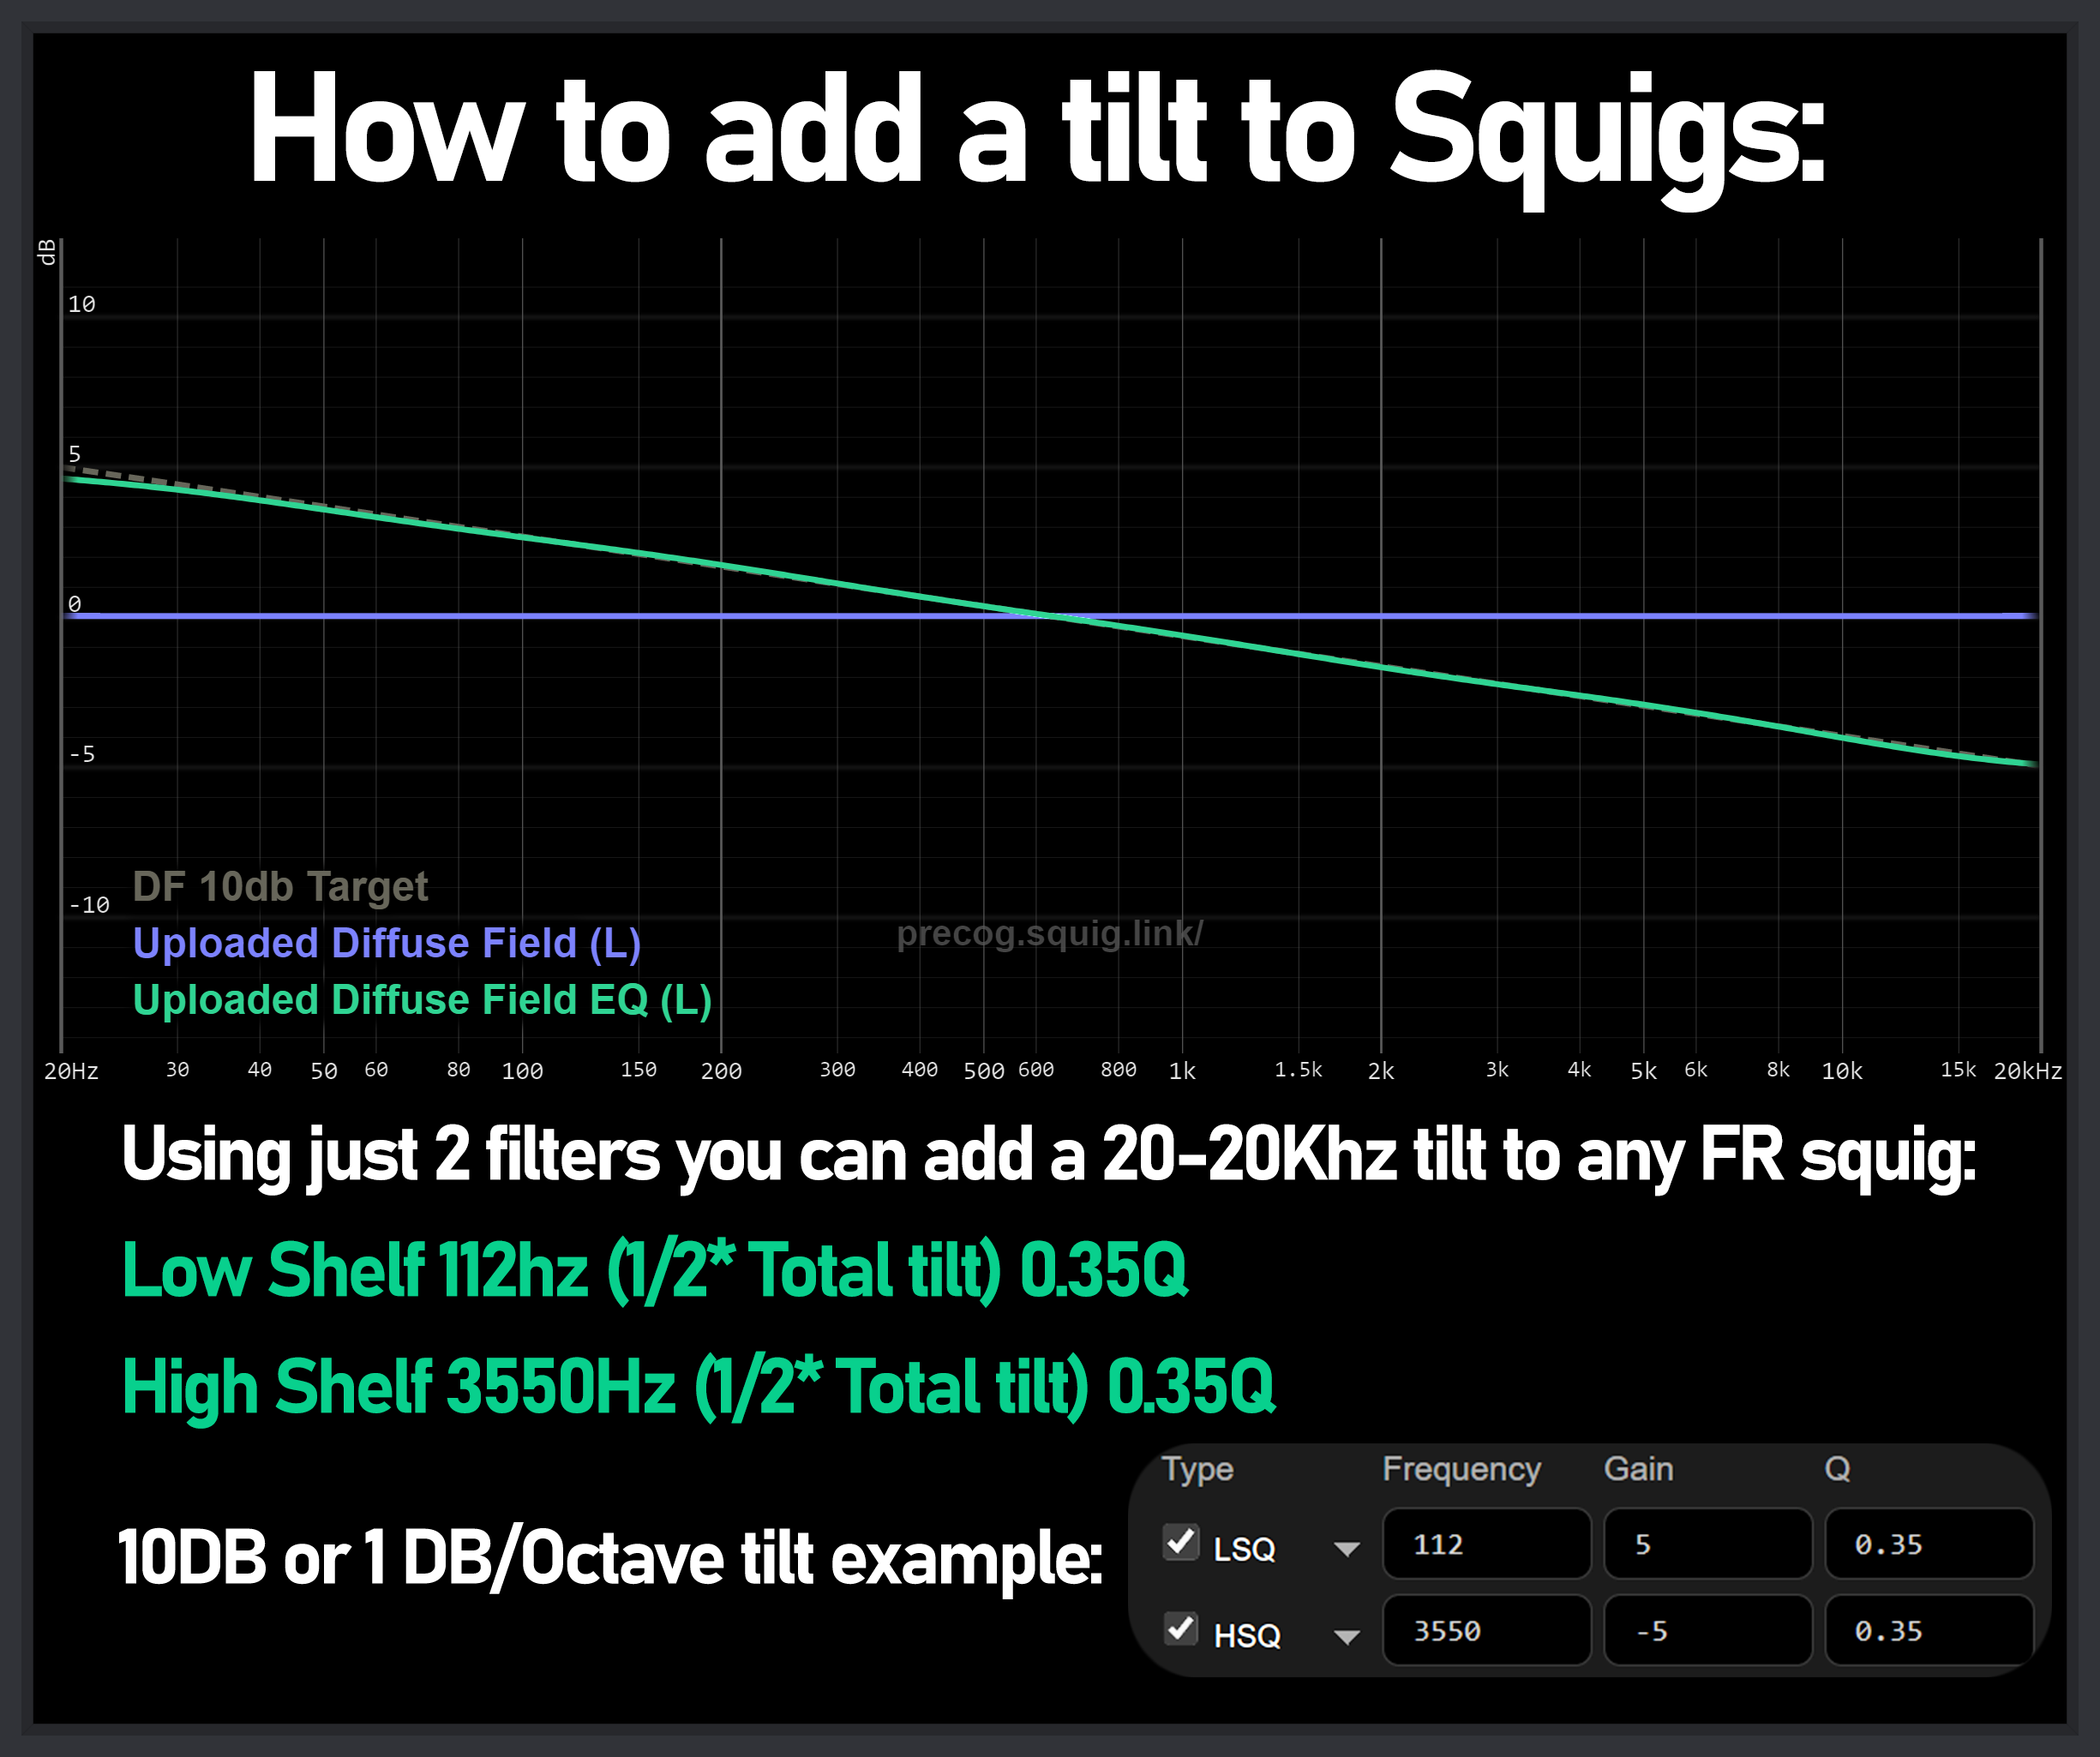 How to add a tilt to Squigs:
dB
10
5
0
-5
-10
DF 10db Target
Uploaded Diffuse Field (L)
precog.squig.link/
Uploaded Diffuse Field EQ (L)
20Hz 30 40 50 60 80 100 150 200 300 400 500 600 800 1k 1.5k 2k 3k 4k 5k 6k 8k 10k 15k 20kHz
Using just 2 filters you can add a 20-20Khz tilt to any FR squig:
Low Shelf 112hz (1/2* Total tilt) 0.35Q
High Shelf 3550Hz (1/2* Total tilt) 0.35Q
10DB or 1 DB/Octave tilt example:
Type Frequency Gain Q
LSQ 112 5 0.35
HSQ 3550 -5 0.35